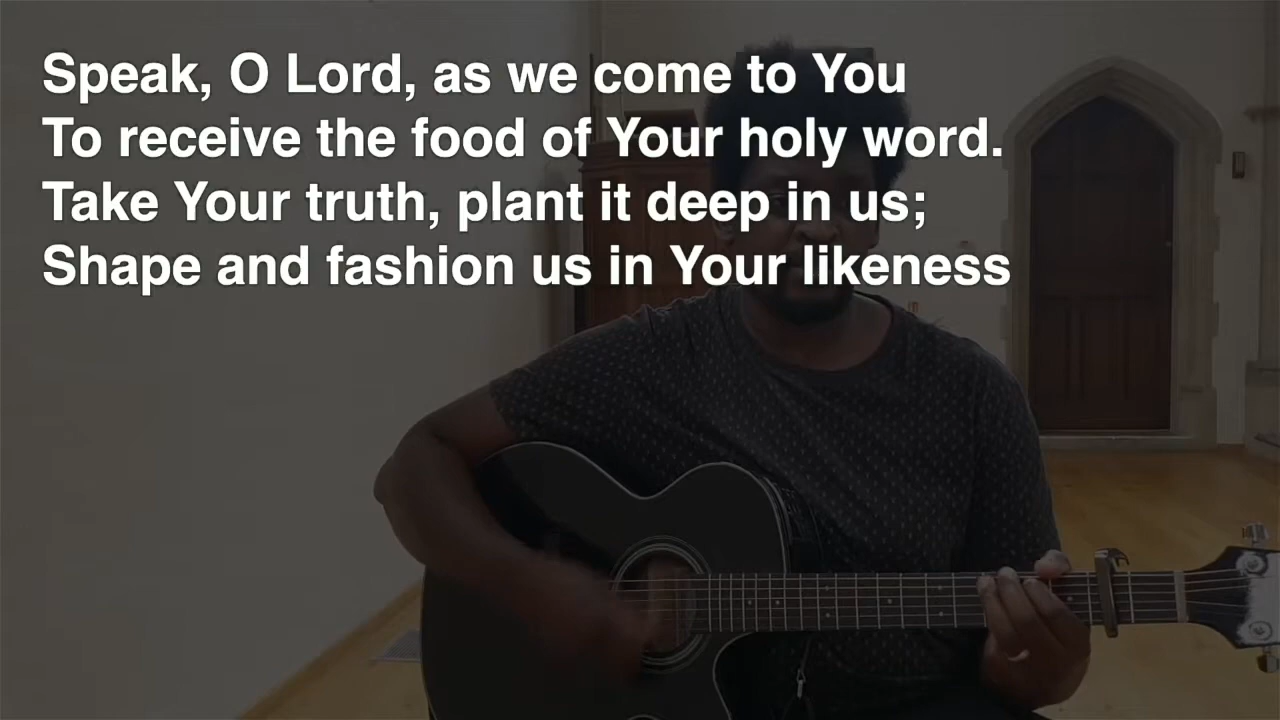 Speak, O Lord, as we come to You
To receive the food of Your holy word.
Take Your truth, plant it deep in us;
Shape and fashion us in Your likeness